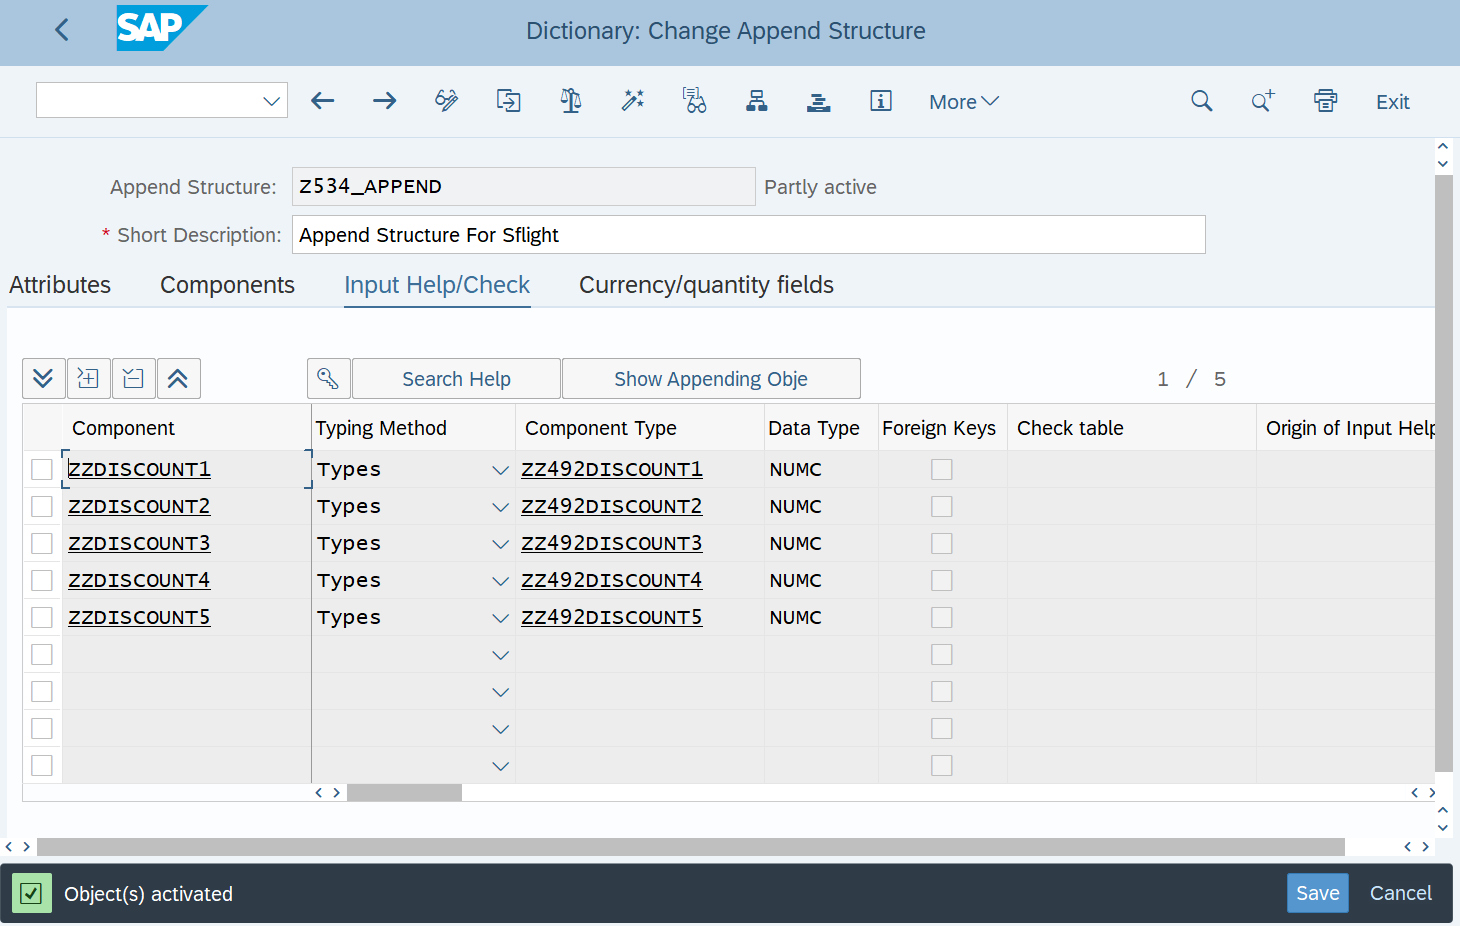 SAP Dictionary: Change Append Structure
More Exit
Append Structure: Z534_APPEND Partly active
* Short Description: Append Structure For Sflight
Attributes Components Input Help/Check Currency/quantity fields
Search Help Show Appending Obje 1 / 5
Component Typing Method Component Type Data Type Foreign Keys Check table Origin of Input Help
ZZDISCOUNT1 Types ZZ492DISCOUNT1 NUMC
ZZDISCOUNT2 Types ZZ492DISCOUNT2 NUMC
ZZDISCOUNT3 Types ZZ492DISCOUNT3 NUMC
ZZDISCOUNT4 Types ZZ492DISCOUNT4 NUMC
ZZDISCOUNT5 Types ZZ492DISCOUNT5 NUMC
Object(s) activated Save Cancel